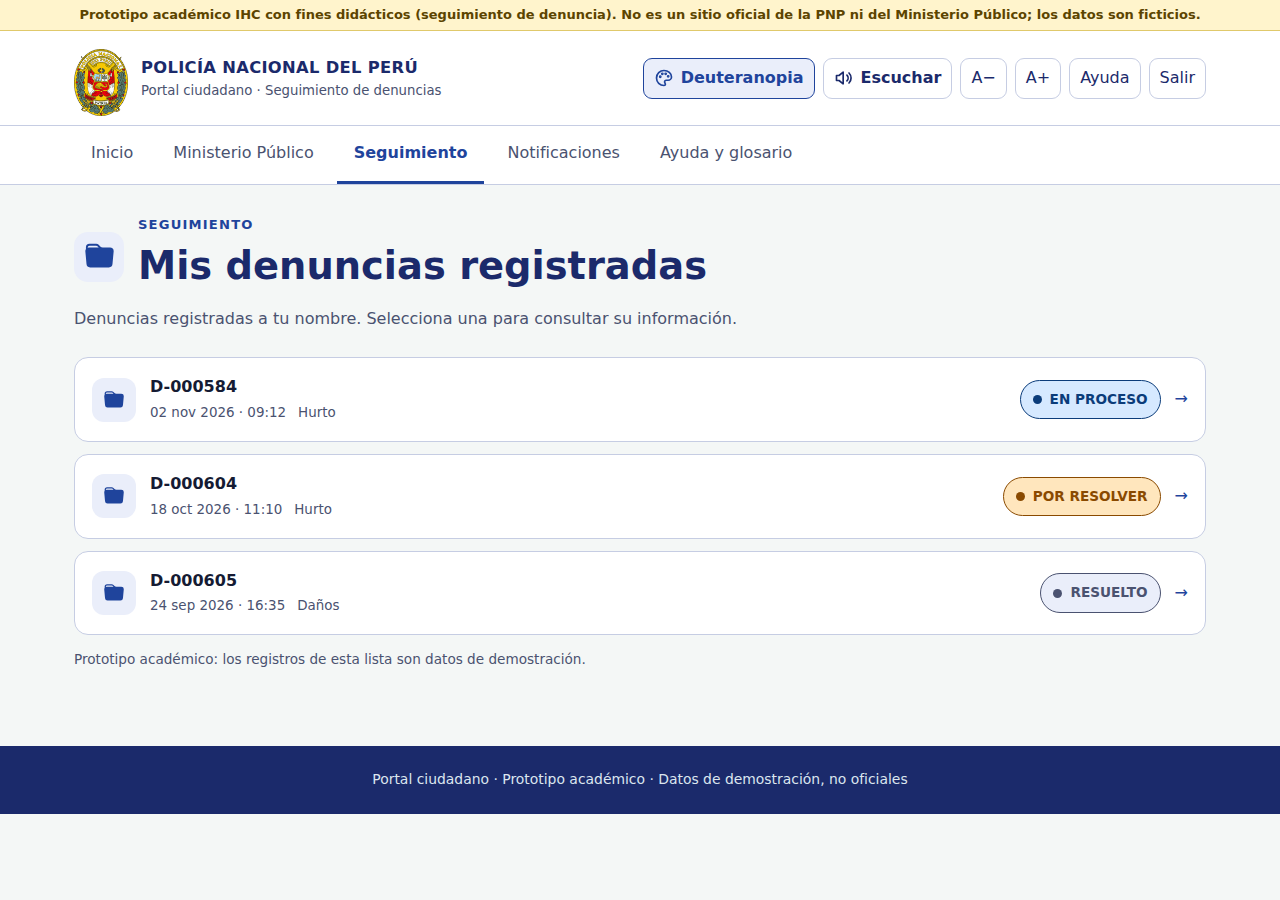 Prototipo académico IHC con fines didácticos (seguimiento de denuncia). No es un sitio oficial de la PNP ni del Ministerio Público; los datos son ficticios.
POLICÍA NACIONAL DEL PERÚ
Portal ciudadano · Seguimiento de denuncias
Deuteranopia
Escuchar
A−
A+
Ayuda
Salir
Inicio
Ministerio Público
Seguimiento
Notificaciones
Ayuda y glosario
SEGUIMIENTO
Mis denuncias registradas
Denuncias registradas a tu nombre. Selecciona una para consultar su información.
D-000584
02 nov 2026 · 09:12 Hurto
EN PROCESO →
D-000604
18 oct 2026 · 11:10 Hurto
POR RESOLVER →
D-000605
24 sep 2026 · 16:35 Daños
RESUELTO →
Prototipo académico: los registros de esta lista son datos de demostración.
Portal ciudadano · Prototipo académico · Datos de demostración, no oficiales